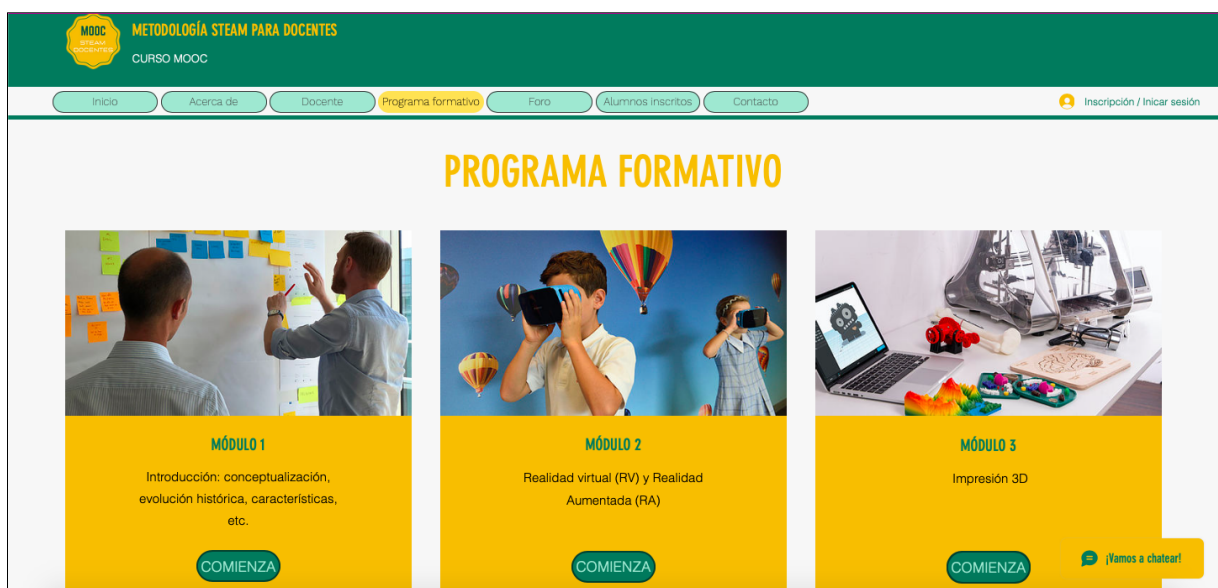 MOOC
STEAM
DOCENTES
METODOLOGÍA STEAM PARA DOCENTES
CURSO MOOC
Inicio
Acerca de
Docente
Programa formativo
Foro
Alumnos inscritos
Contacto
Inscripción / Inicar sesión
PROGRAMA FORMATIVO
MÓDULO 1
Introducción: conceptualización,
evolución histórica, características,
etc.
COMIENZA
MÓDULO 2
Realidad virtual (RV) y Realidad
Aumentada (RA)
COMIENZA
MÓDULO 3
Impresión 3D
COMIENZA
¡Vamos a chatear!